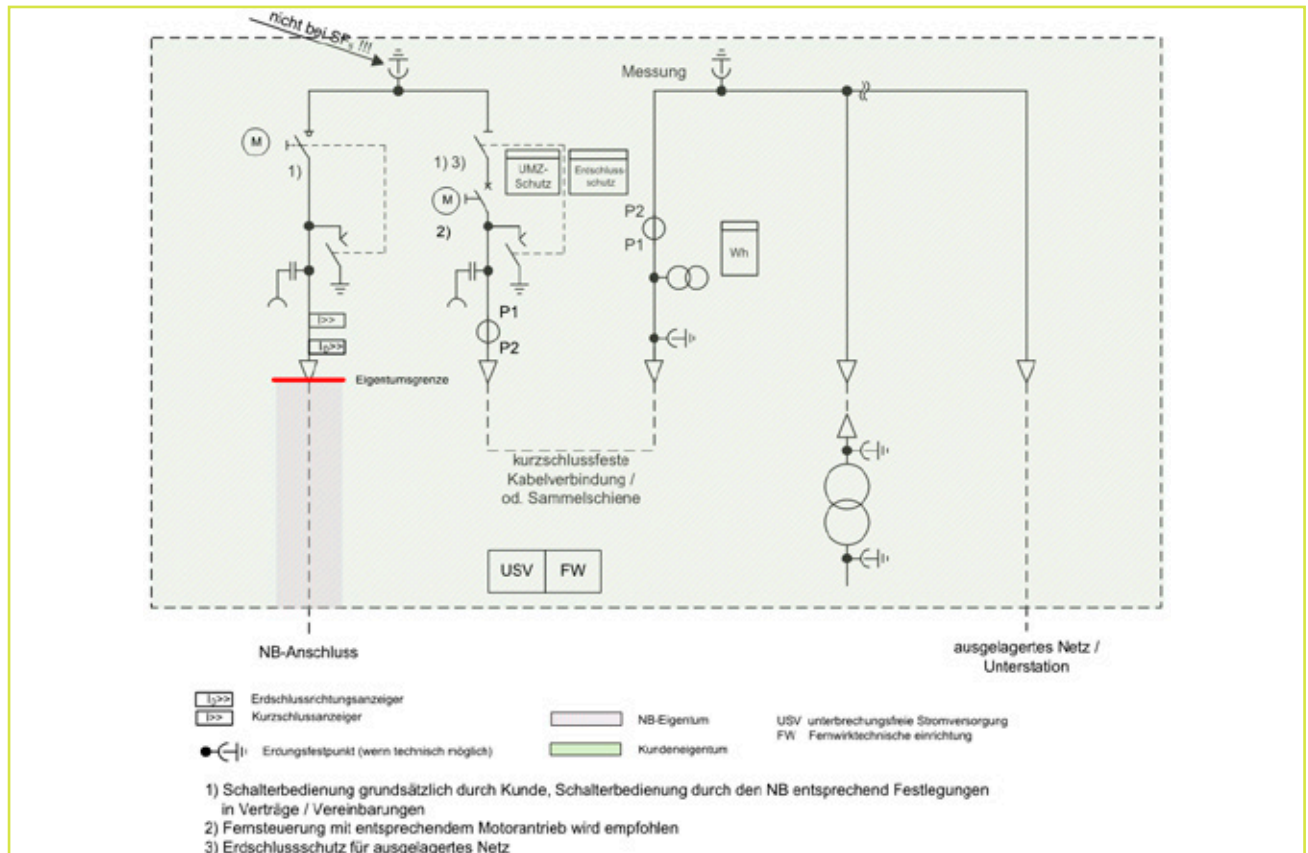 nicht bei SF₆ !!!
Messung
M
1)
1) 3)
UMZ-
Schutz
Erdschluss-
schutz
M
2)
P2
P1
Wh
P1
P2
I>>
I₀>>
Eigentumsgrenze
kurzschlussfeste
Kabelverbindung /
od. Sammelschiene
USV FW
NB-Anschluss
ausgelagertes Netz /
Unterstation
I₀>> Erdschlussrichtungsanzeiger
I>> Kurzschlussanzeiger
Erdungsfestpunkt (wenn technisch möglich)
NB-Eigentum
Kundeneigentum
USV unterbrechungsfreie Stromversorgung
FW Fernwirktechnische einrichtung
1) Schalterbedienung grundsätzlich durch Kunde, Schalterbedienung durch den NB entsprechend Festlegungen
in Verträge / Vereinbarungen
2) Fernsteuerung mit entsprechendem Motorantrieb wird empfohlen
3) Erdschlussschutz für ausgelagertes Netz